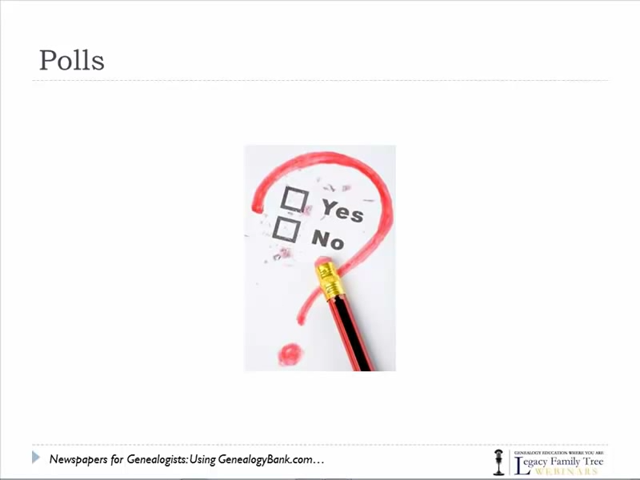 Polls
Yes
No
Newspapers for Genealogists: Using GenealogyBank.com…
GENEALOGY EDUCATION WHERE YOU ARE
Legacy Family Tree
WEBINARS